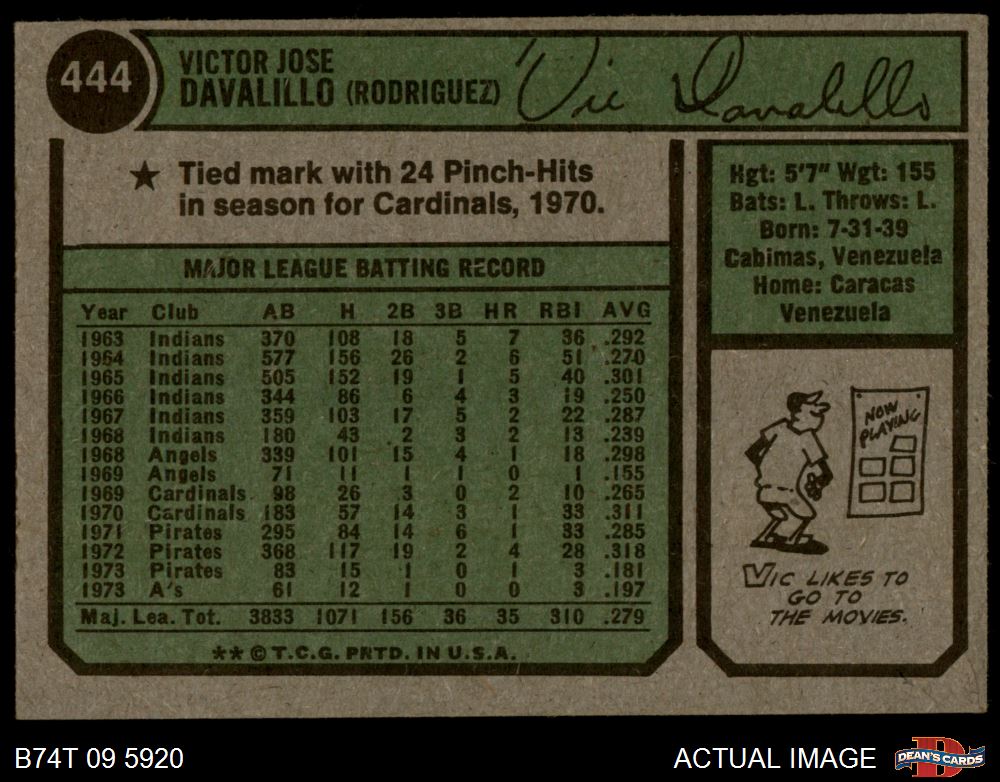 444
VICTOR JOSE
DAVALILLO (RODRIGUEZ)
Vic Davalillo
★ Tied mark with 24 Pinch-Hits
in season for Cardinals, 1970.
MAJOR LEAGUE BATTING RECORD
Year Club AB H 2B 3B HR RBI AVG
1963 Indians 370 108 18 5 7 36 .292
1964 Indians 577 156 26 2 6 51 .270
1965 Indians 505 152 19 1 5 40 .301
1966 Indians 344 86 6 4 3 19 .250
1967 Indians 359 103 17 5 2 22 .287
1968 Indians 180 43 2 3 2 13 .239
1968 Angels 339 101 15 4 1 18 .298
1969 Angels 71 11 1 1 0 1 .155
1969 Cardinals 98 26 3 0 2 10 .265
1970 Cardinals 183 57 14 3 1 33 .311
1971 Pirates 295 84 14 6 1 33 .285
1972 Pirates 368 117 19 2 4 28 .318
1973 Pirates 83 15 1 0 1 3 .181
1973 A's 61 12 1 0 0 3 .197
Maj. Lea. Tot. 3833 1071 156 36 35 310 .279
** © T.C.G. PRTD. IN U.S.A.
Hgt: 5'7" Wgt: 155
Bats: L. Throws: L.
Born: 7-31-39
Cabimas, Venezuela
Home: Caracas
Venezuela
NOW
PLAYING
VIC LIKES TO
GO TO
THE MOVIES.
B74T 09 5920
ACTUAL IMAGE
D
DEAN'S CARDS